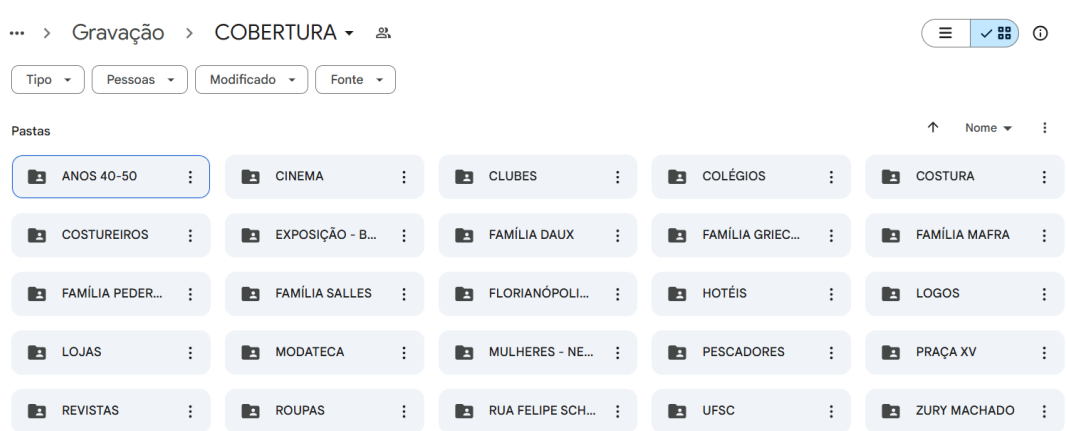 ... > Gravação > COBERTURA
Tipo Pessoas Modificado Fonte
Pastas Nome
ANOS 40-50 CINEMA CLUBES COLÉGIOS COSTURA
COSTUREIROS EXPOSIÇÃO - B... FAMÍLIA DAUX FAMÍLIA GRIEC... FAMÍLIA MAFRA
FAMÍLIA PEDER... FAMÍLIA SALLES FLORIANÓPOLI... HOTÉIS LOGOS
LOJAS MODATECA MULHERES - NE... PESCADORES PRAÇA XV
REVISTAS ROUPAS RUA FELIPE SCH... UFSC ZURY MACHADO